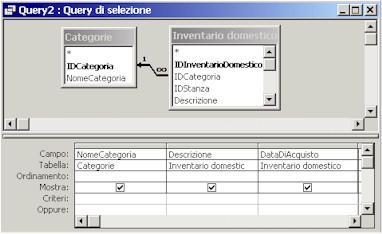 Query2 : Query di selezione
Categorie
*
IDCategoria
NomeCategoria
1
∞
Inventario domestico
*
IDInventarioDomestico
IDCategoria
IDStanza
Descrizione
Campo: NomeCategoria Descrizione DataDiAcquisto
Tabella: Categorie Inventario domestic Inventario domestico
Ordinamento:
Mostra:
Criteri:
Oppure: